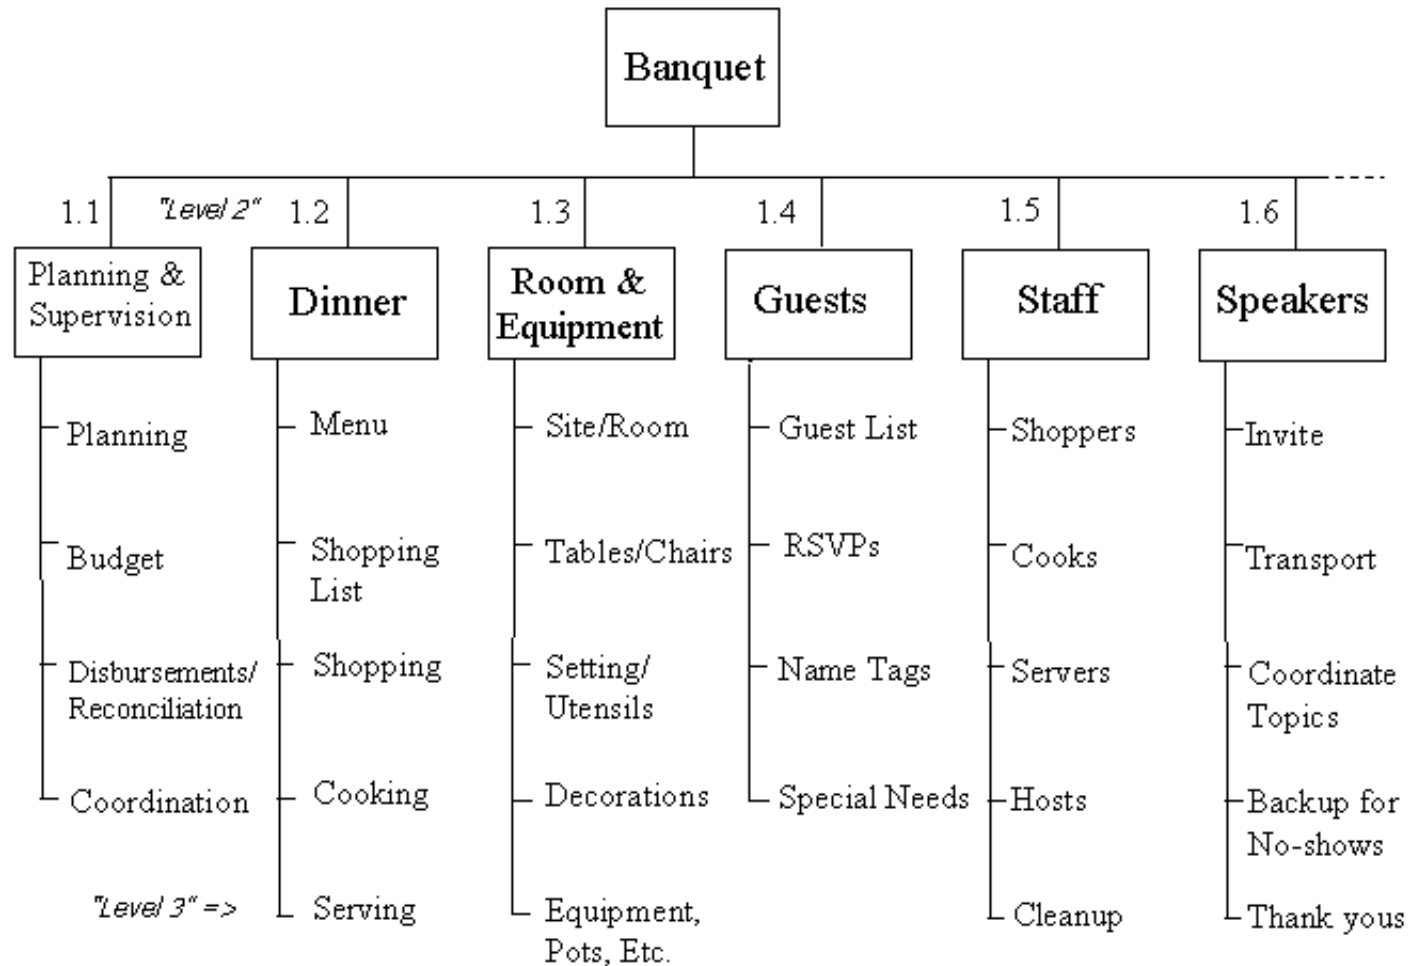 Banquet
1.1
"Level 2"
1.2
1.3
1.4
1.5
1.6
Planning &
Supervision
Dinner
Room &
Equipment
Guests
Staff
Speakers
Planning
Budget
Disbursements/
Reconciliation
Coordination
Menu
Shopping
List
Shopping
Cooking
Serving
Site/Room
Tables/Chairs
Setting/
Utensils
Decorations
Equipment,
Pots, Etc.
Guest List
RSVPs
Name Tags
Special Needs
Shoppers
Cooks
Servers
Hosts
Cleanup
Invite
Transport
Coordinate
Topics
Backup for
No-shows
Thank yous
"Level 3" =>